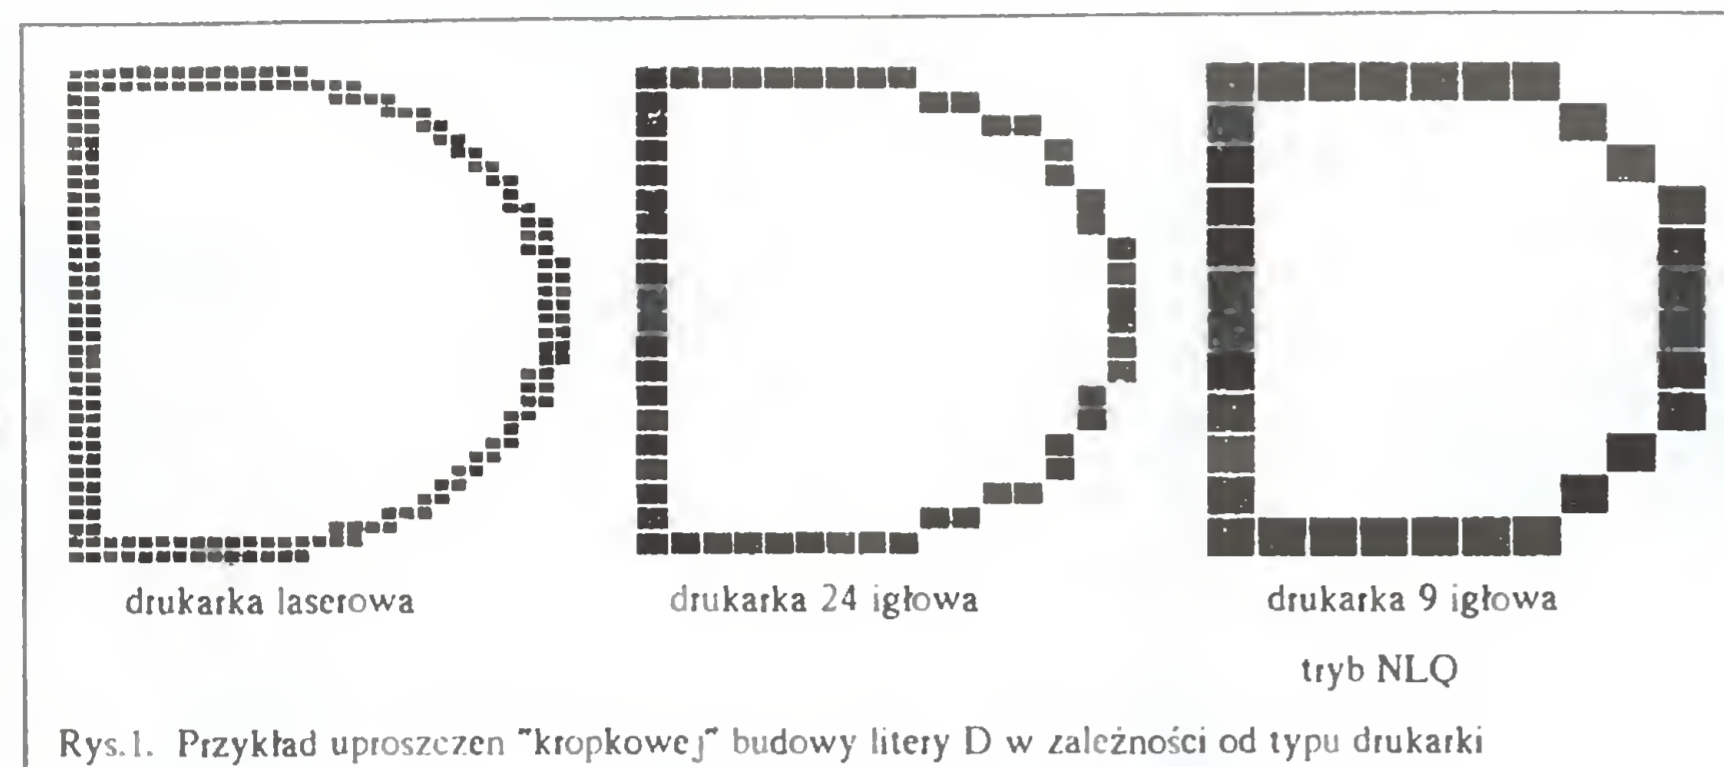 drukarka laserowa
drukarka 24 igłowa
drukarka 9 igłowa
tryb NLQ
Rys.1. Przykład uproszczen "kropkowej" budowy litery D w zależności od typu drukarki